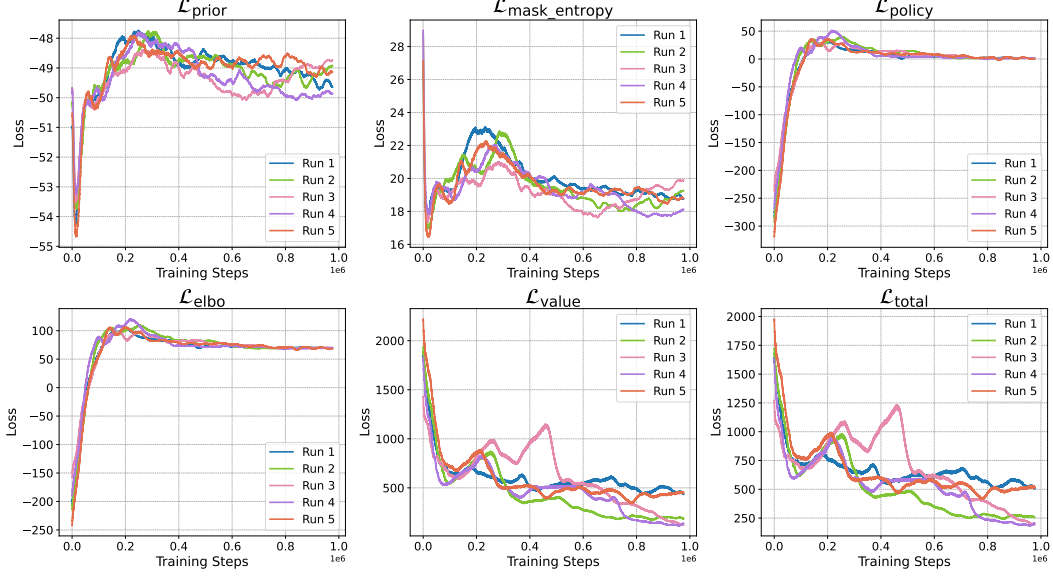 ℒprior
−48
−49
−50
−51
−52
−53
−54
−55
Loss
0.0 0.2 0.4 0.6 0.8 1.0
1e6
Training Steps
Run 1
Run 2
Run 3
Run 4
Run 5
ℒmask_entropy
28
26
24
22
20
18
16
Loss
0.0 0.2 0.4 0.6 0.8 1.0
1e6
Training Steps
Run 1
Run 2
Run 3
Run 4
Run 5
ℒpolicy
50
0
−50
−100
−150
−200
−250
−300
Loss
0.0 0.2 0.4 0.6 0.8 1.0
1e6
Training Steps
Run 1
Run 2
Run 3
Run 4
Run 5
ℒelbo
100
50
0
−50
−100
−150
−200
−250
Loss
0.0 0.2 0.4 0.6 0.8 1.0
1e6
Training Steps
Run 1
Run 2
Run 3
Run 4
Run 5
ℒvalue
2000
1500
1000
500
Loss
0.0 0.2 0.4 0.6 0.8 1.0
1e6
Training Steps
Run 1
Run 2
Run 3
Run 4
Run 5
ℒtotal
2000
1750
1500
1250
1000
750
500
250
Loss
0.0 0.2 0.4 0.6 0.8 1.0
1e6
Training Steps
Run 1
Run 2
Run 3
Run 4
Run 5